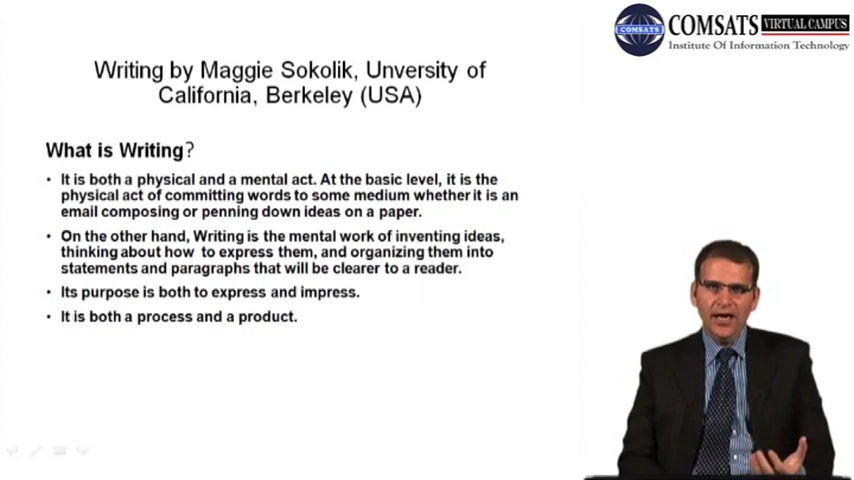 COMSATS VIRTUAL CAMPUS
COMSATS
Institute Of Information Technology
Writing by Maggie Sokolik, Unversity of
California, Berkeley (USA)
What is Writing?
• It is both a physical and a mental act. At the basic level, it is the
physical act of committing words to some medium whether it is an
email composing or penning down ideas on a paper.
• On the other hand, Writing is the mental work of inventing ideas,
thinking about how to express them, and organizing them into
statements and paragraphs that will be clearer to a reader.
• Its purpose is both to express and impress.
• It is both a process and a product.